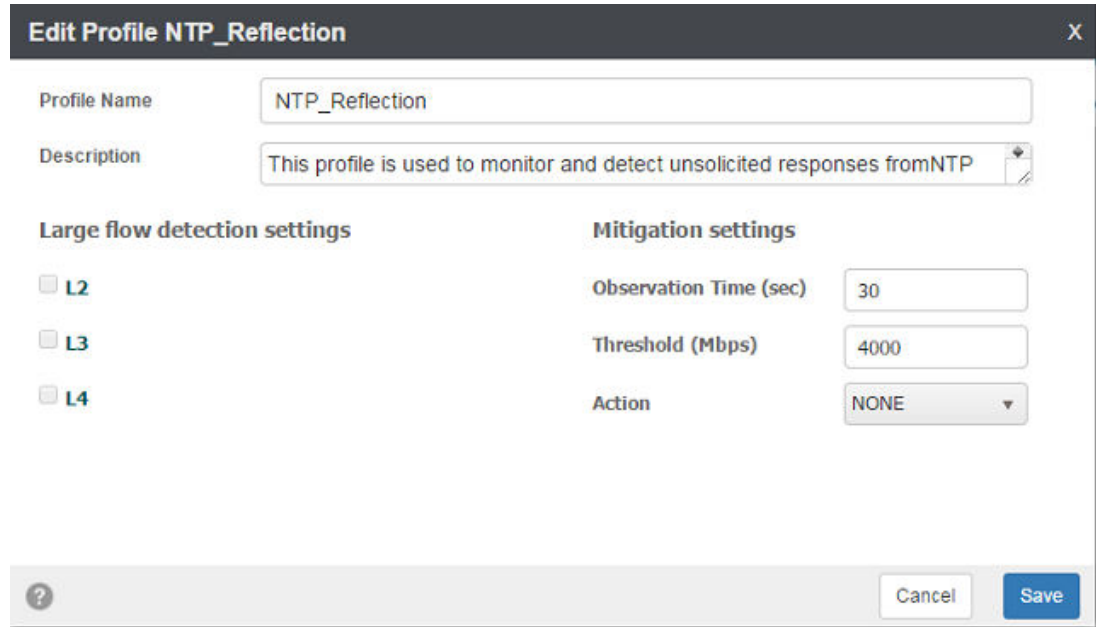 Edit Profile NTP_Reflection X
Profile Name NTP_Reflection
Description This profile is used to monitor and detect unsolicited responses fromNTP
Large flow detection settings
L2
L3
L4
Mitigation settings
Observation Time (sec) 30
Threshold (Mbps) 4000
Action NONE
? Cancel Save